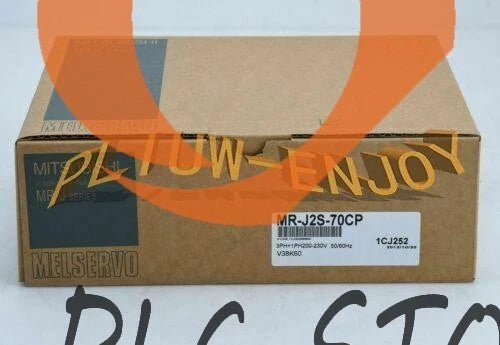 MITSUBISHI
MELSERVO
PLTUW-ENJOY
MR-J2S-70CP
3PH+1PH200-230V 50/60Hz
V38K60
1CJ252
PLC STO